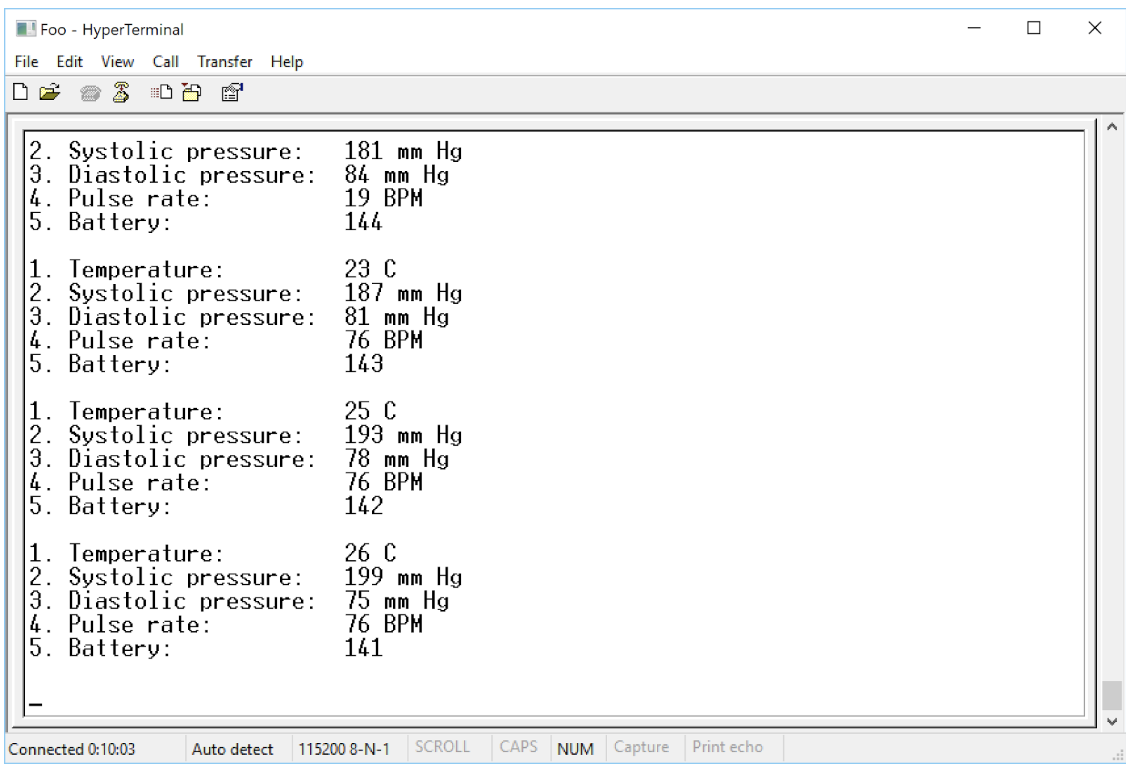 Foo - HyperTerminal
File Edit View Call Transfer Help
2. Systolic pressure: 181 mm Hg
3. Diastolic pressure: 84 mm Hg
4. Pulse rate: 19 BPM
5. Battery: 144
1. Temperature: 23 C
2. Systolic pressure: 187 mm Hg
3. Diastolic pressure: 81 mm Hg
4. Pulse rate: 76 BPM
5. Battery: 143
1. Temperature: 25 C
2. Systolic pressure: 193 mm Hg
3. Diastolic pressure: 78 mm Hg
4. Pulse rate: 76 BPM
5. Battery: 142
1. Temperature: 26 C
2. Systolic pressure: 199 mm Hg
3. Diastolic pressure: 75 mm Hg
4. Pulse rate: 76 BPM
5. Battery: 141
_
Connected 0:10:03 Auto detect 115200 8-N-1 SCROLL CAPS NUM Capture Print echo